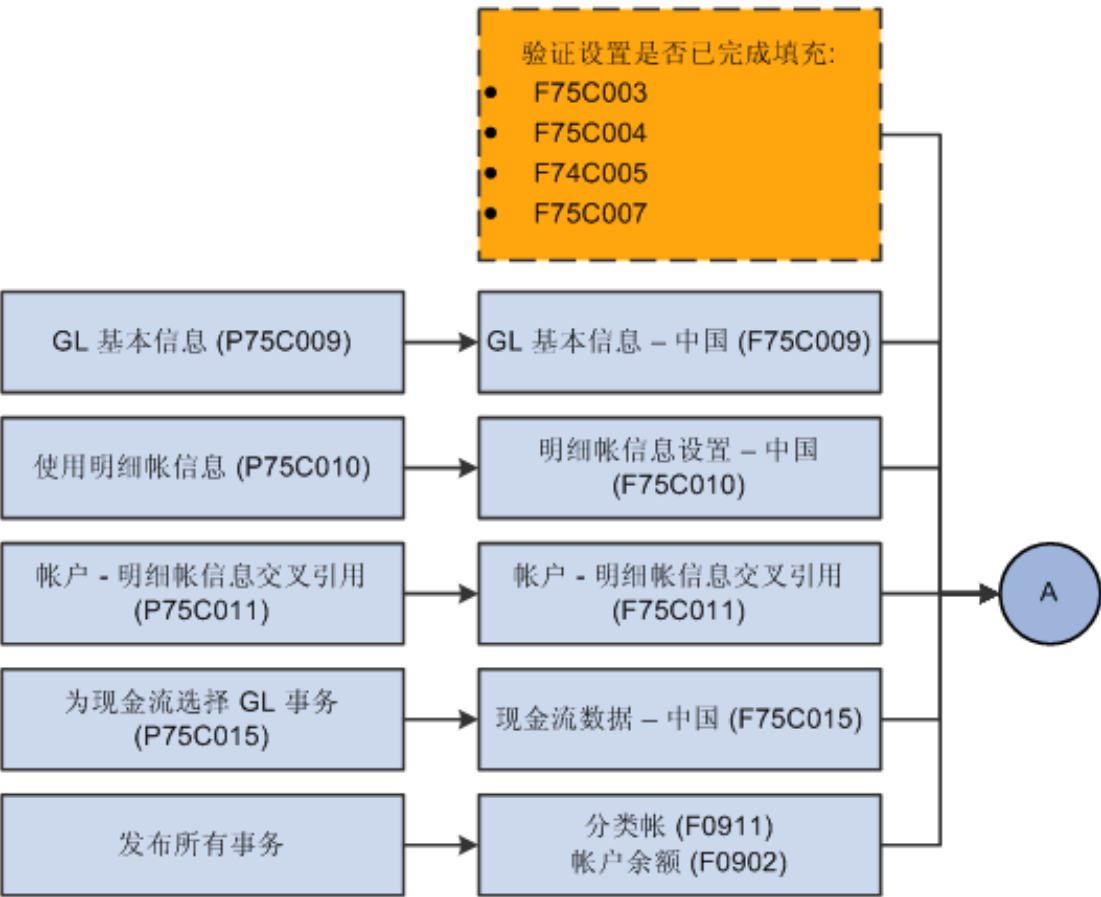 验证设置是否已完成填充:
• F75C003
• F75C004
• F74C005
• F75C007
GL 基本信息 (P75C009)
GL 基本信息 – 中国 (F75C009)
使用明细帐信息 (P75C010)
明细帐信息设置 – 中国
(F75C010)
帐户 - 明细帐信息交叉引用
(P75C011)
帐户 - 明细帐信息交叉引用
(F75C011)
A
为现金流选择 GL 事务
(P75C015)
现金流数据 – 中国 (F75C015)
发布所有事务
分类帐 (F0911)
帐户余额 (F0902)